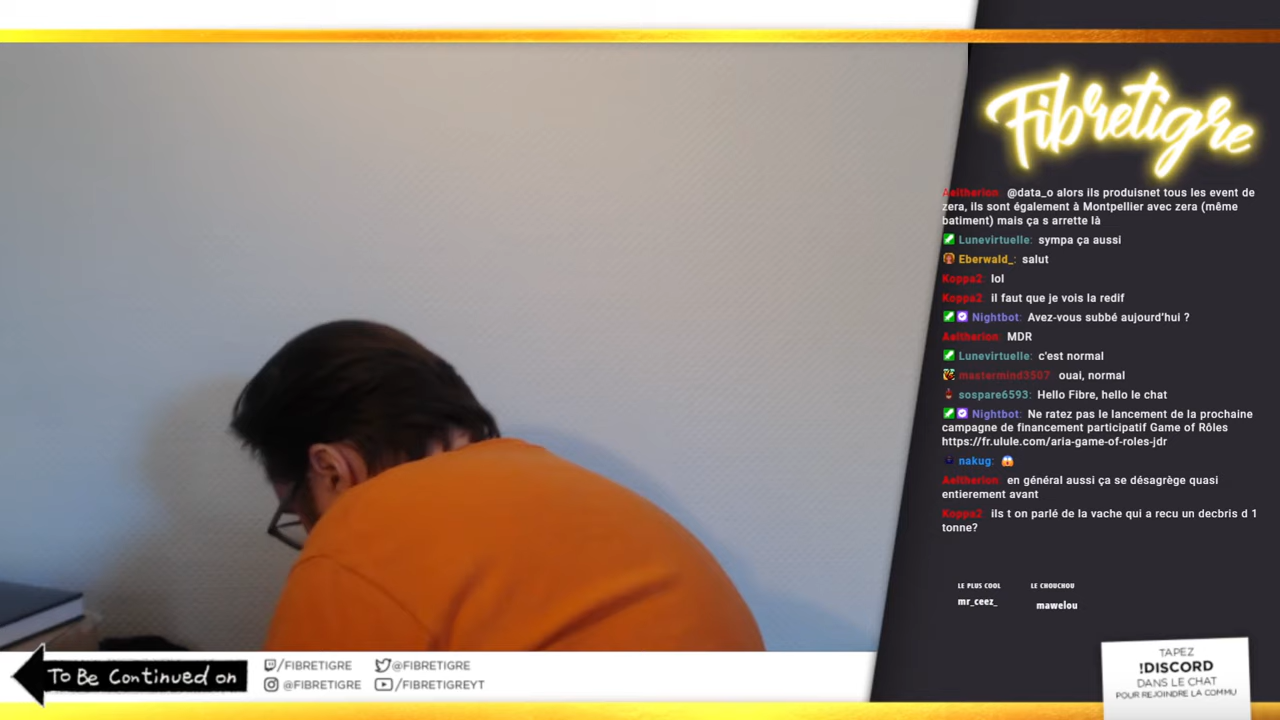 Fibretigre
Aeltherion: @data_o alors ils produisnet tous les event de
zera, ils sont également à Montpellier avec zera (même
batiment) mais ça s arrette là
Lunevirtuelle: sympa ça aussi
Eberwald_: salut
Koppa2: lol
Koppa2: il faut que je vois la redif
Nightbot: Avez-vous subbé aujourd'hui ?
Aeltherion: MDR
Lunevirtuelle: c'est normal
mastermind3507: ouai, normal
sospare6593: Hello Fibre, hello le chat
Nightbot: Ne ratez pas le lancement de la prochaine
campagne de financement participatif Game of Rôles
https://fr.ulule.com/aria-game-of-roles-jdr
nakug: 😱
Aeltherion: en général aussi ça se désagrège quasi
entierement avant
Koppa2: ils t on parlé de la vache qui a recu un decbris d 1
tonne?
LE PLUS COOL LE CHOUCHOU
mr_ceez_ mawelou
To Be Continued on
/FIBRETIGRE @FIBRETIGRE
@FIBRETIGRE /FIBRETIGREYT
TAPEZ
!DISCORD
DANS LE CHAT
POUR REJOINDRE LA COMMU